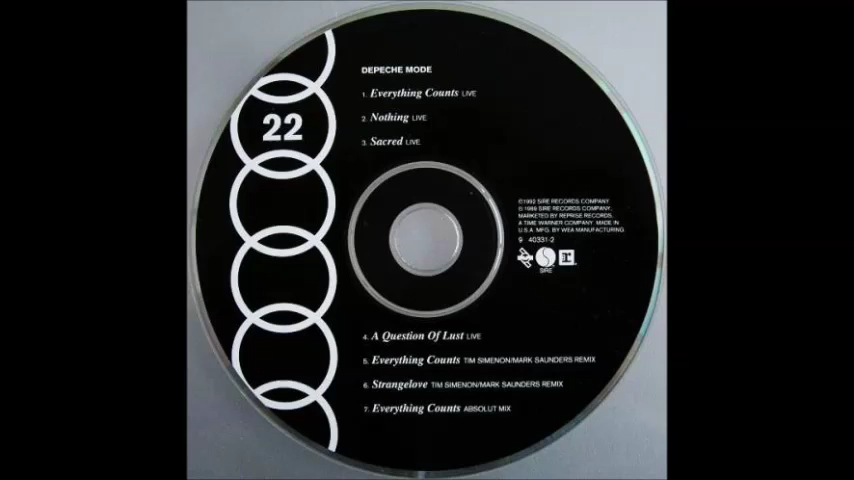 DEPECHE MODE
1. Everything Counts LIVE
2. Nothing LIVE
3. Sacred LIVE
22
©1992 SIRE RECORDS COMPANY
℗ 1989 SIRE RECORDS COMPANY.
MARKETED BY REPRISE RECORDS,
A TIME WARNER COMPANY. MADE IN
U.S.A. MFG. BY WEA MANUFACTURING.
9 40331-2
SIRE
r
4. A Question Of Lust LIVE
5. Everything Counts TIM SIMENON/MARK SAUNDERS REMIX
6. Strangelove TIM SIMENON/MARK SAUNDERS REMIX
7. Everything Counts ABSOLUT MIX